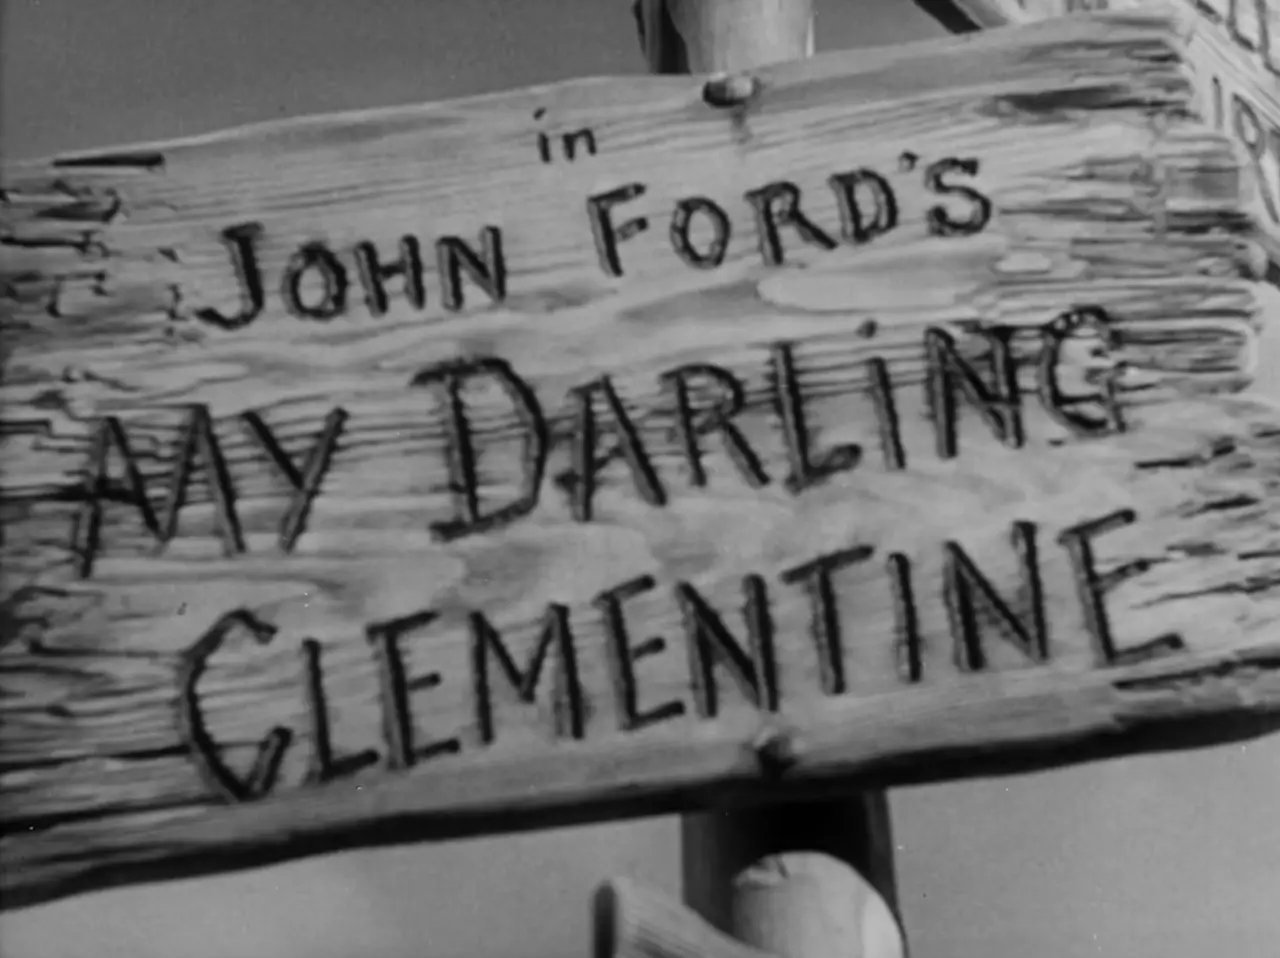 in
JOHN FORD'S
MY DARLiNG
CLEMENTINE